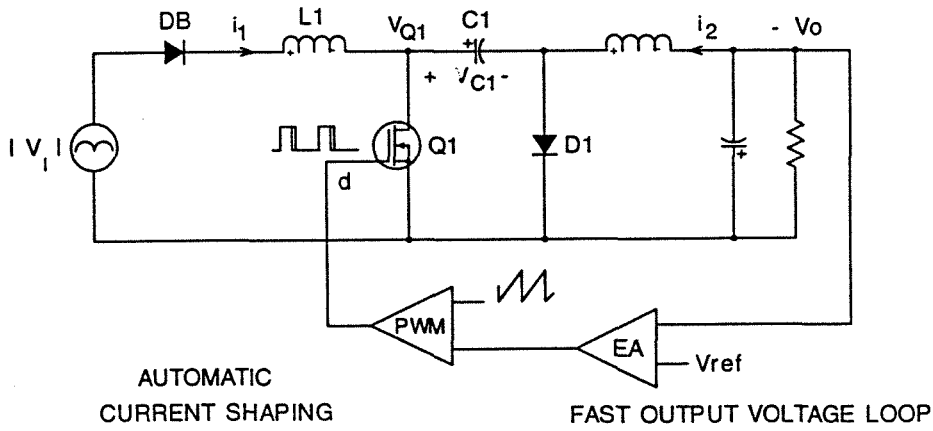 DB
i1
L1
VQ1
C1
+
+ VC1 -
i2
- Vo
| VI |
Q1
D1
+
d
PWM
EA
Vref
AUTOMATIC
CURRENT SHAPING
FAST OUTPUT VOLTAGE LOOP